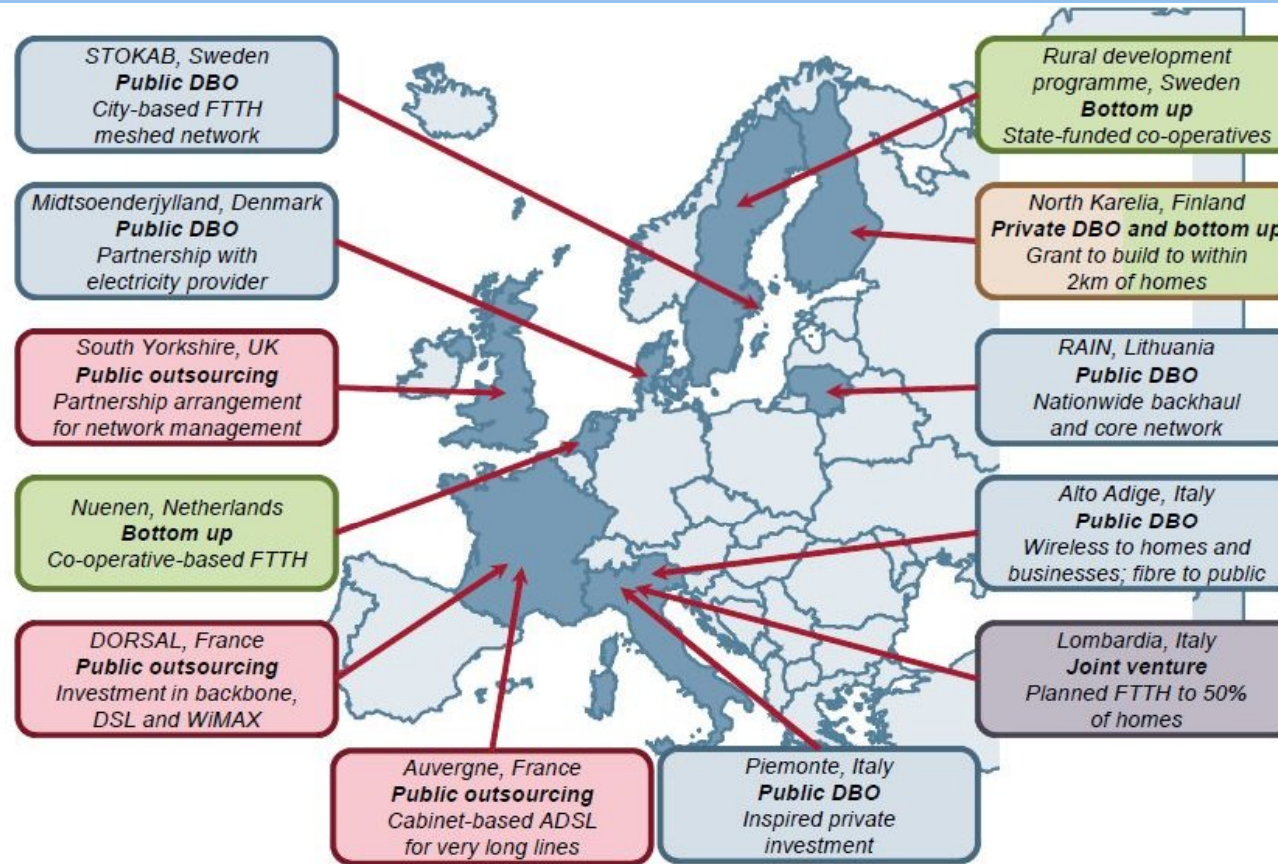 STOKAB, Sweden
Public DBO
City-based FTTH
meshed network
Midtsoenderjylland, Denmark
Public DBO
Partnership with
electricity provider
South Yorkshire, UK
Public outsourcing
Partnership arrangement
for network management
Nuenen, Netherlands
Bottom up
Co-operative-based FTTH
DORSAL, France
Public outsourcing
Investment in backbone,
DSL and WiMAX
Auvergne, France
Public outsourcing
Cabinet-based ADSL
for very long lines
Piemonte, Italy
Public DBO
Inspired private
investment
Rural development
programme, Sweden
Bottom up
State-funded co-operatives
North Karelia, Finland
Private DBO and bottom up
Grant to build to within
2km of homes
RAIN, Lithuania
Public DBO
Nationwide backhaul
and core network
Alto Adige, Italy
Public DBO
Wireless to homes and
businesses; fibre to public
Lombardia, Italy
Joint venture
Planned FTTH to 50%
of homes